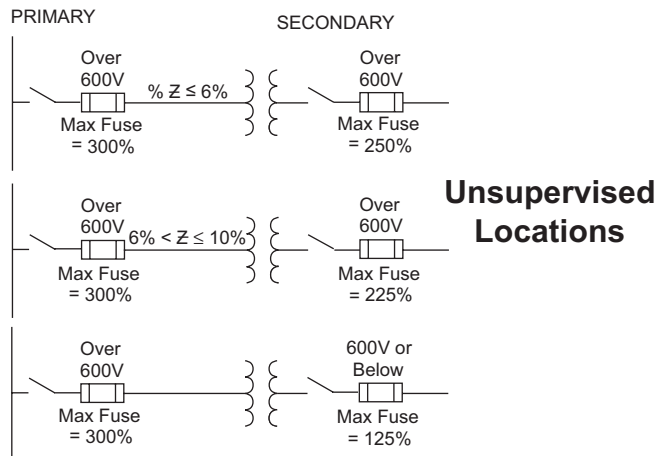 PRIMARY
SECONDARY
Over
600V
% Z ≤ 6%
Max Fuse
= 300%
Over
600V
Max Fuse
= 250%
Unsupervised
Locations
Over
600V
6% < Z ≤ 10%
Max Fuse
= 300%
Over
600V
Max Fuse
= 225%
Over
600V
Max Fuse
= 300%
600V or
Below
Max Fuse
= 125%